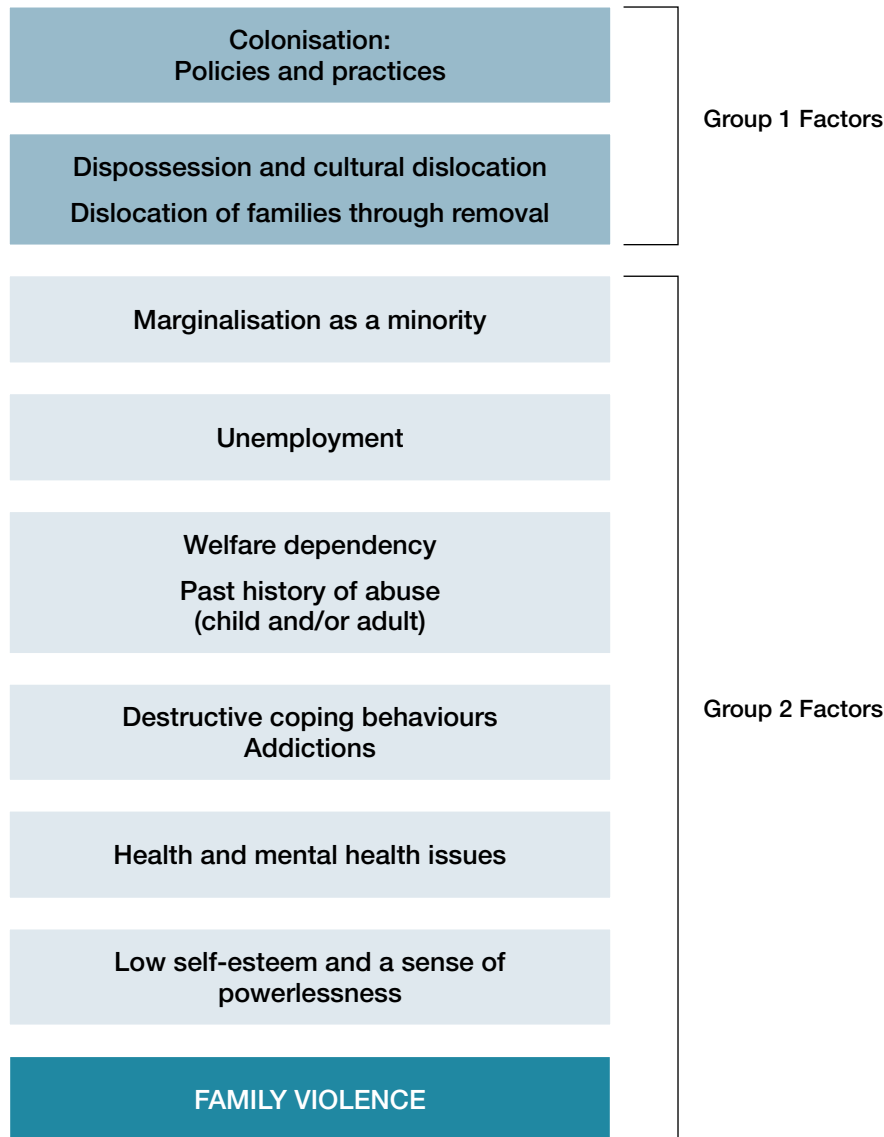 Colonisation:
Policies and practices
Group 1 Factors
Dispossession and cultural dislocation
Dislocation of families through removal
Marginalisation as a minority
Unemployment
Welfare dependency
Past history of abuse
(child and/or adult)
Destructive coping behaviours
Addictions
Group 2 Factors
Health and mental health issues
Low self-esteem and a sense of
powerlessness
FAMILY VIOLENCE